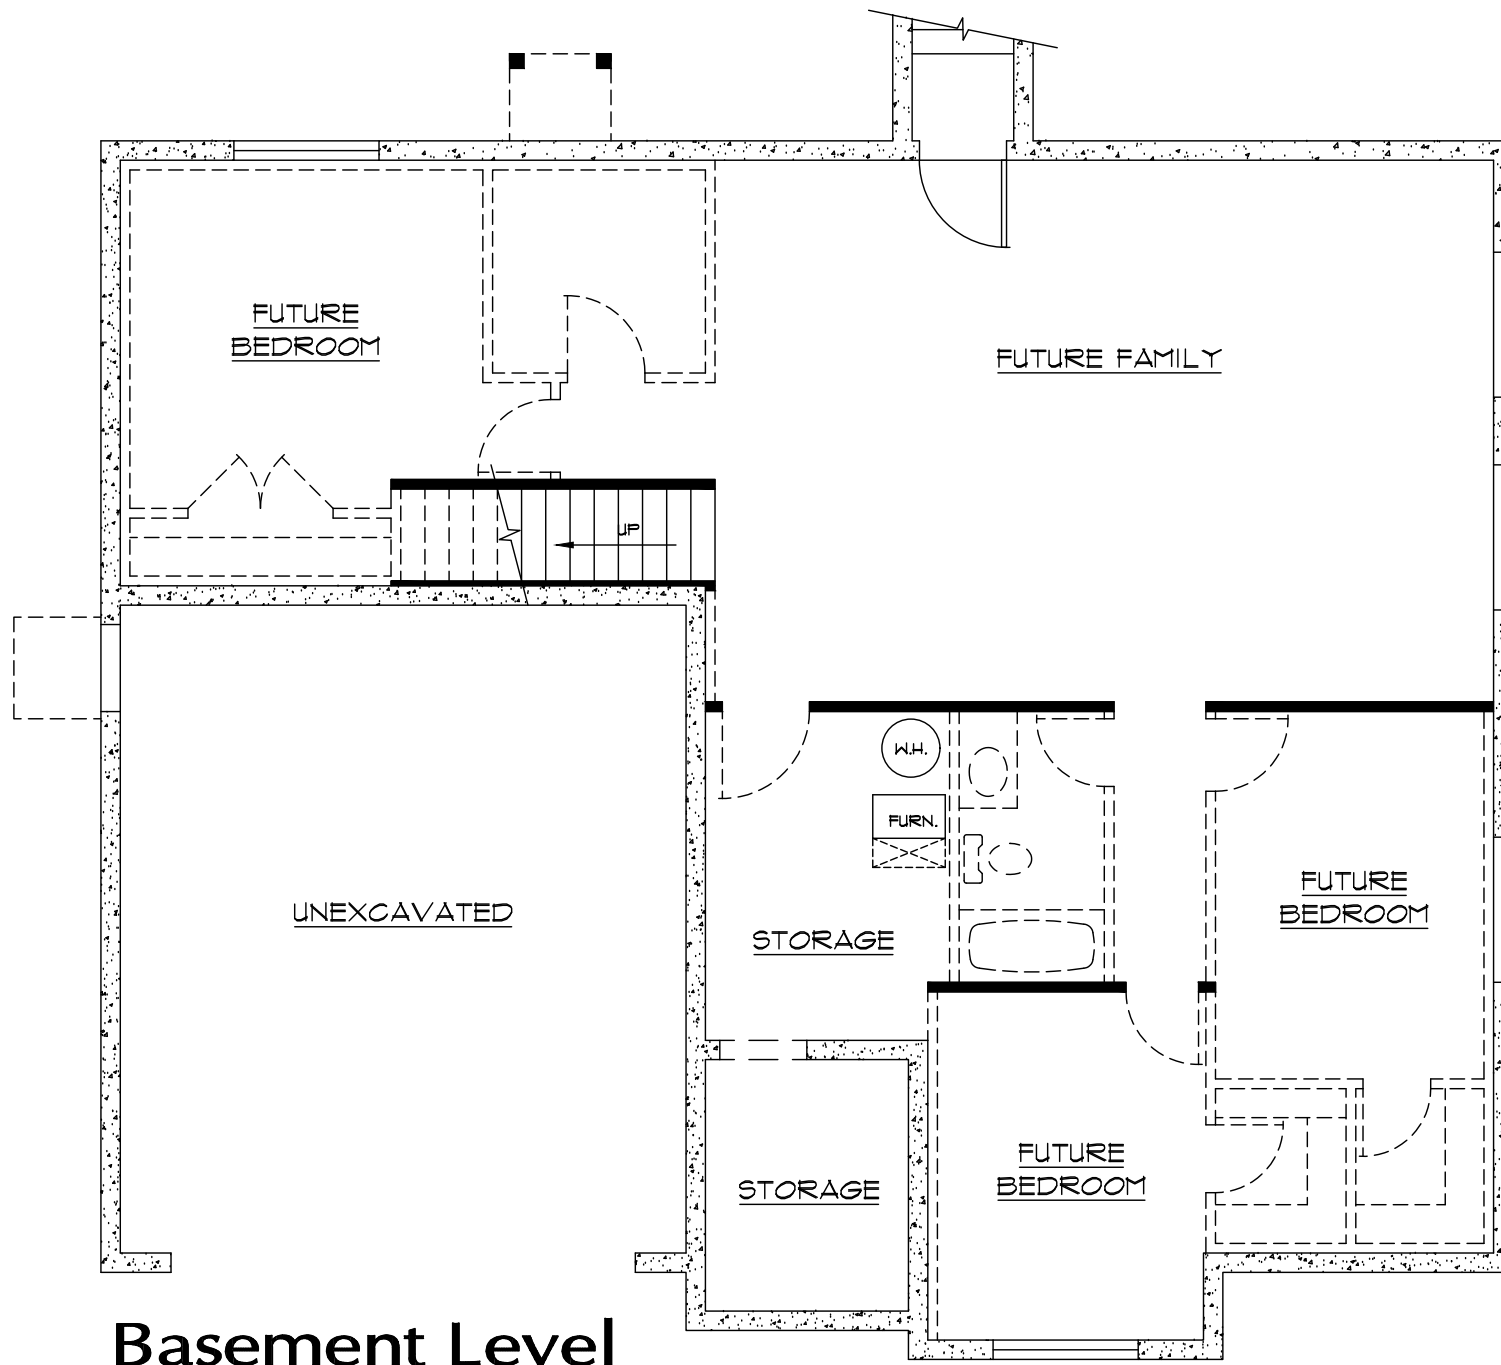 FUTURE
BEDROOM
FUTURE FAMILY
UP
W.H.
FURN.
FUTURE
BEDROOM
UNEXCAVATED
STORAGE
FUTURE
BEDROOM
STORAGE
Basement Level